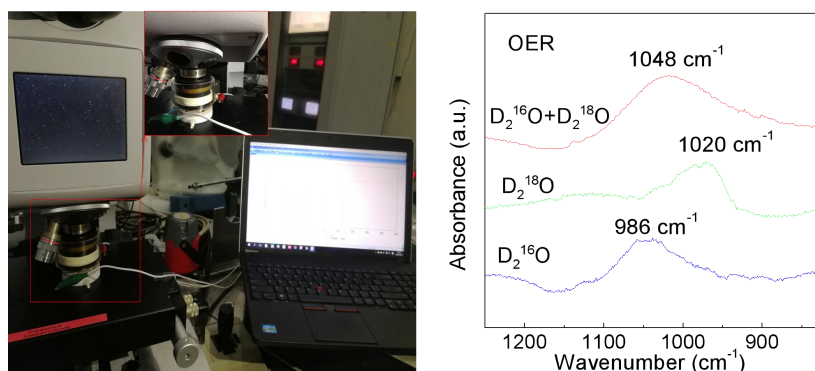 OER
1048 cm⁻¹
D₂¹⁶O+D₂¹⁸O
1020 cm⁻¹
D₂¹⁸O
986 cm⁻¹
D₂¹⁶O
Absorbance (a.u.)
1200 1100 1000 900
Wavenumber (cm⁻¹)